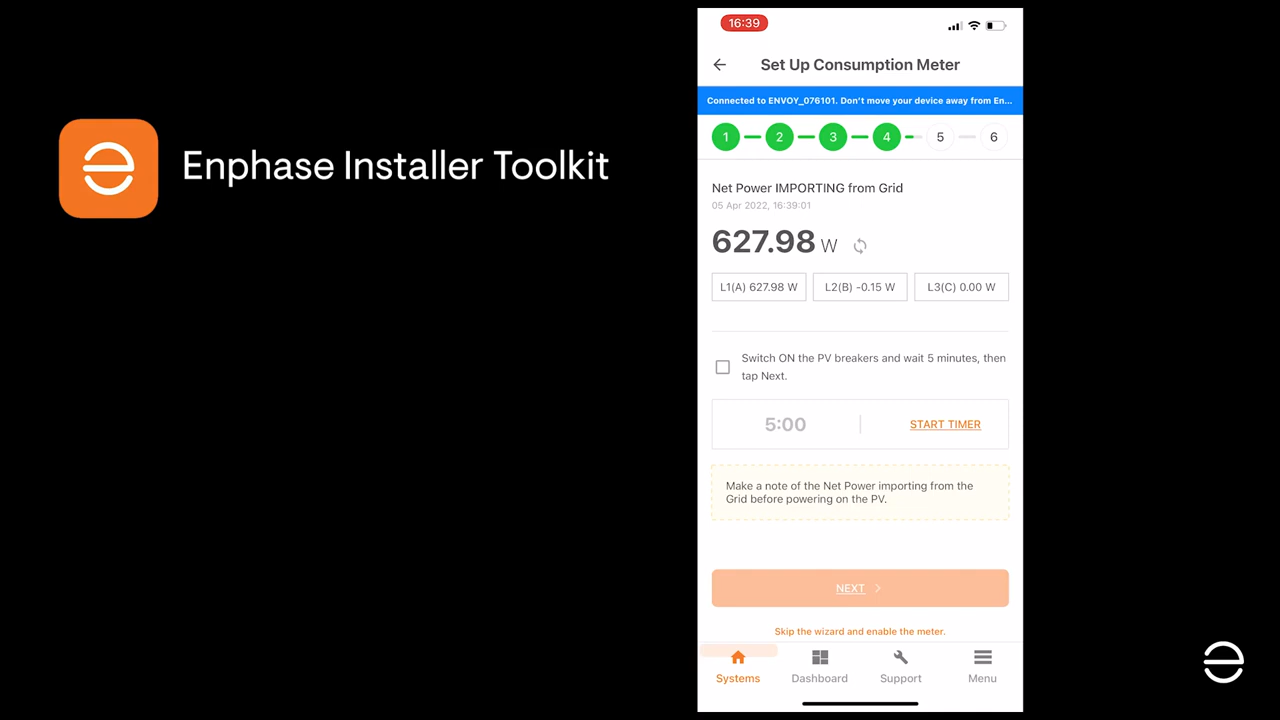 Enphase Installer Toolkit
16:39
Set Up Consumption Meter
Connected to ENVOY_076101. Don't move your device away from En...
1 2 3 4 5 6
Net Power IMPORTING from Grid
05 Apr 2022, 16:39:01
627.98 W
L1(A) 627.98 W L2(B) -0.15 W L3(C) 0.00 W
Switch ON the PV breakers and wait 5 minutes, then
tap Next.
5:00 START TIMER
Make a note of the Net Power importing from the
Grid before powering on the PV.
NEXT
Skip the wizard and enable the meter.
Systems Dashboard Support Menu